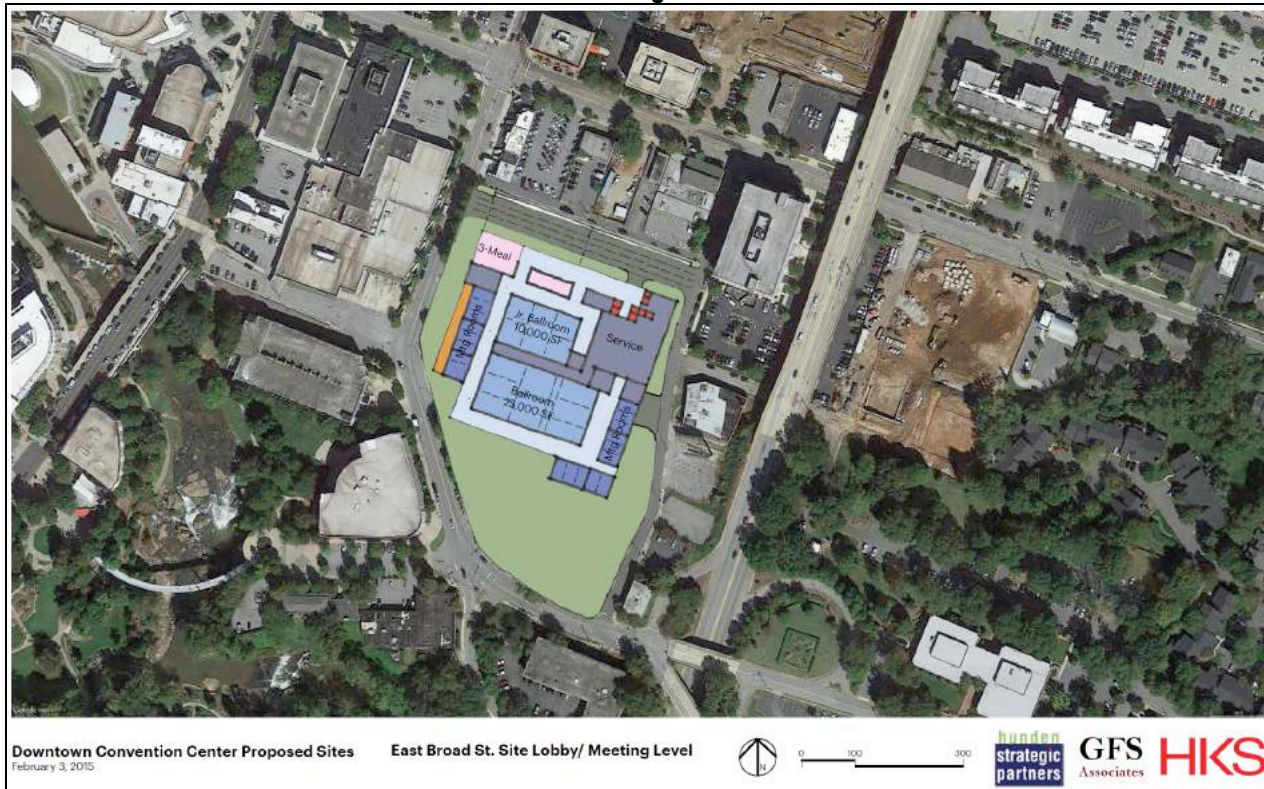 3-Meal
Jr. Ballroom
10,000 SF
Service
Mtg Rooms
Ballroom
25,000 SF
Mtg Rooms
Downtown Convention Center Proposed Sites
February 3, 2015
East Broad St. Site Lobby/ Meeting Level
N
0 100 300
hunden
strategic
partners
GFS
Associates
HKS